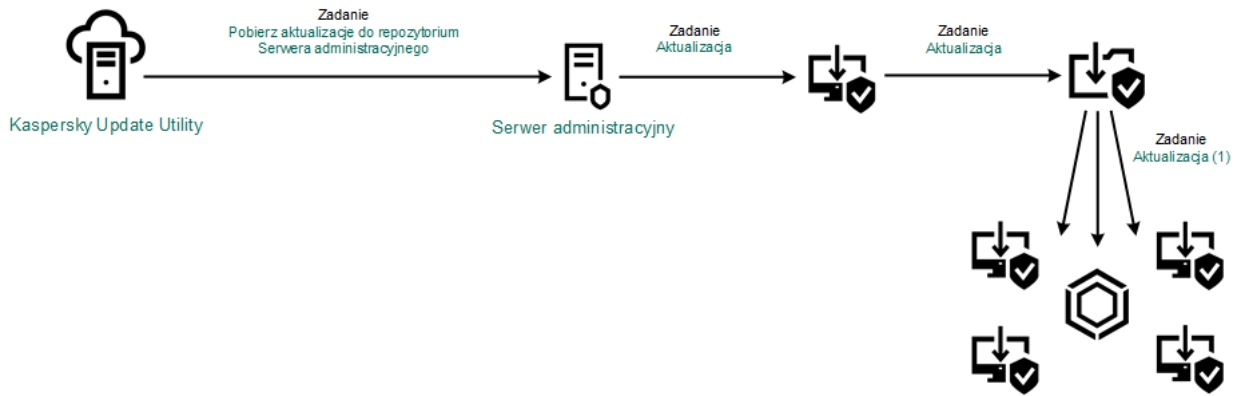 Zadanie
Pobierz aktualizacje do repozytorium
Serwera administracyjnego
Zadanie
Aktualizacja
Zadanie
Aktualizacja
Kaspersky Update Utility
Serwer administracyjny
Zadanie
Aktualizacja (1)